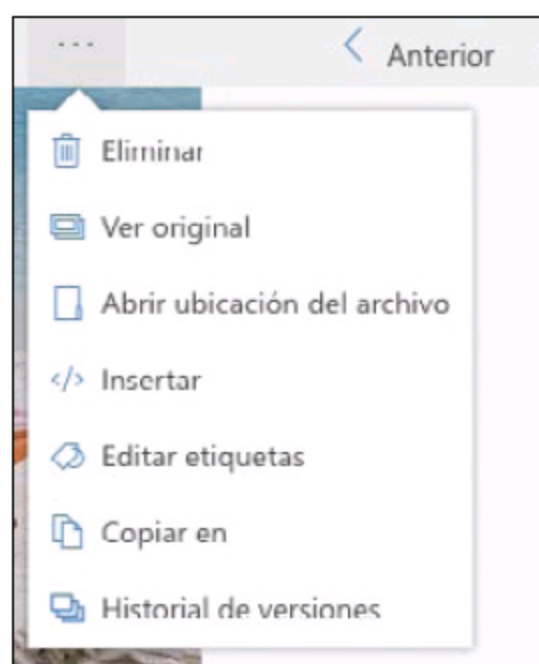 ...
Anterior
Eliminar
Ver original
Abrir ubicación del archivo
Insertar
Editar etiquetas
Copiar en
Historial de versiones